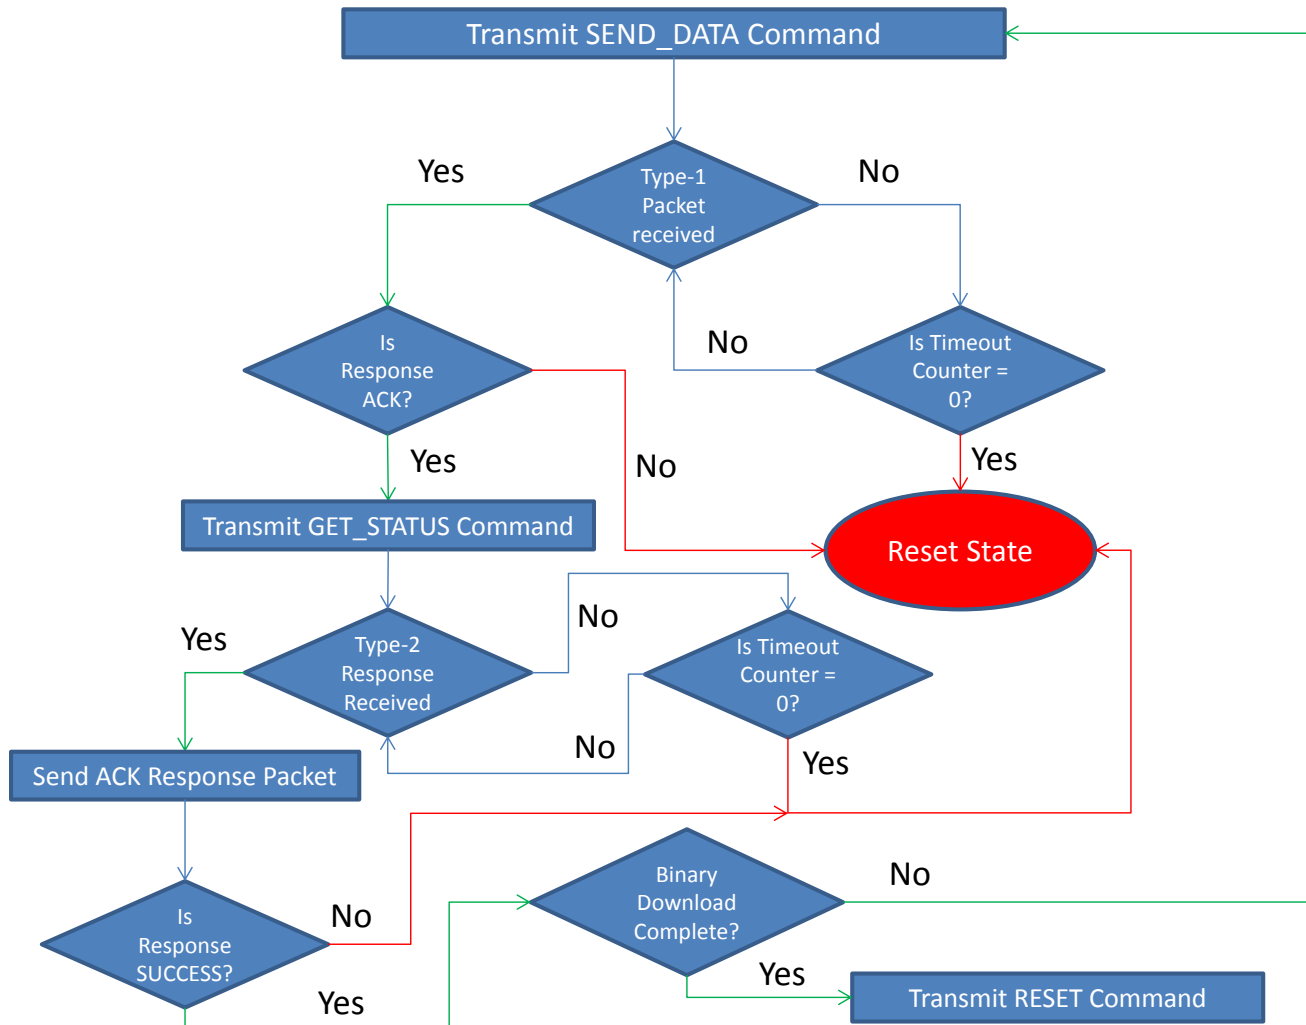 Transmit SEND_DATA Command
Yes
No
Type-1
Packet
received
Is
Response
ACK?
No
Is Timeout
Counter =
0?
Yes
No
Yes
Transmit GET_STATUS Command
Reset State
No
Yes
Type-2
Response
Received
Is Timeout
Counter =
0?
No
Yes
Send ACK Response Packet
Binary
Download
Complete?
No
Is
Response
SUCCESS?
No
Yes
Yes
Transmit RESET Command